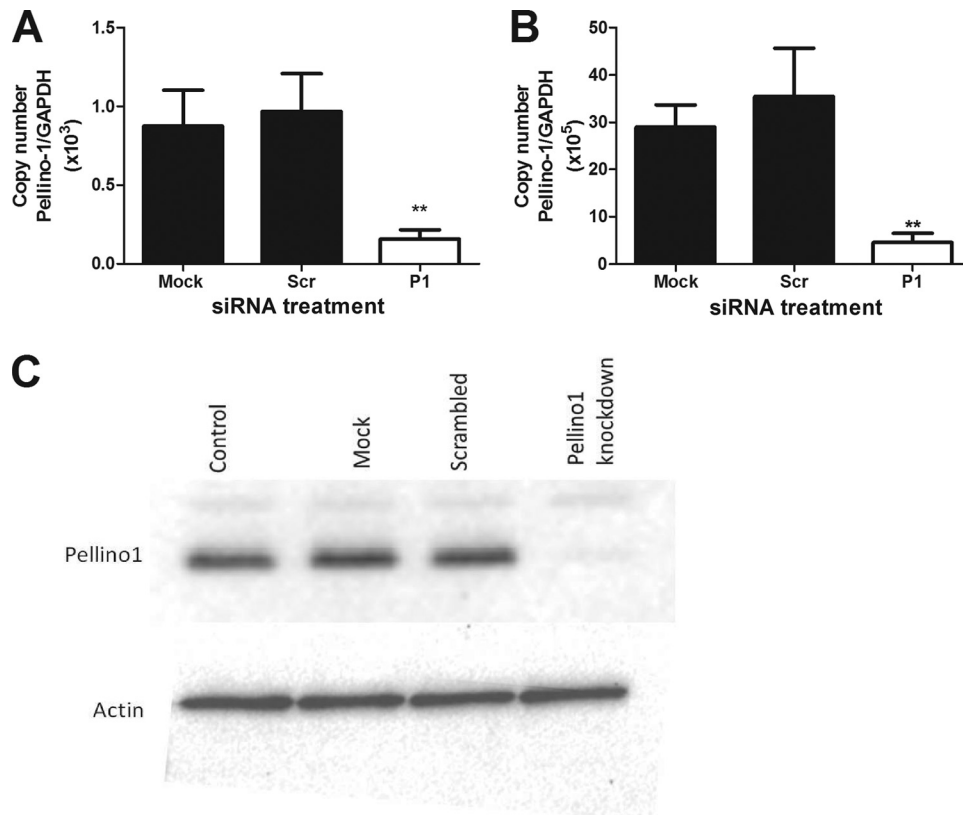 A
Copy number
Pellino-1/GAPDH
(x10³)
1.5
1.0
0.5
0.0
**
Mock
Scr
P1
siRNA treatment
B
Copy number
Pellino-1/GAPDH
(x10⁵)
50
40
30
20
10
0
**
Mock
Scr
P1
siRNA treatment
C
Control
Mock
Scrambled
Pellino1
knockdown
Pellino1
Actin